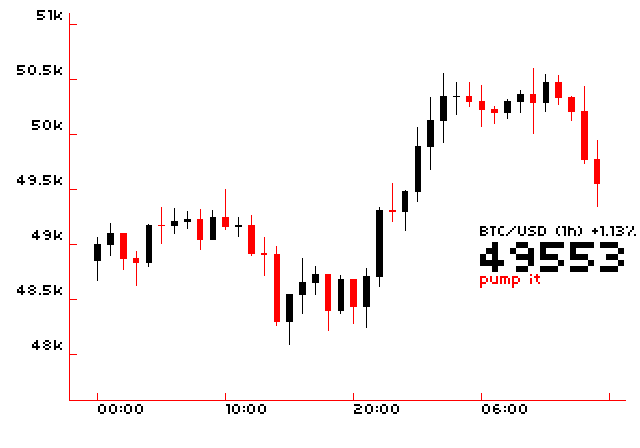 51k
50.5k
50k
49.5k
49k
48.5k
48k
BTC/USD (1h) +1.13%
49553
pump it
00:00 10:00 20:00 06:00